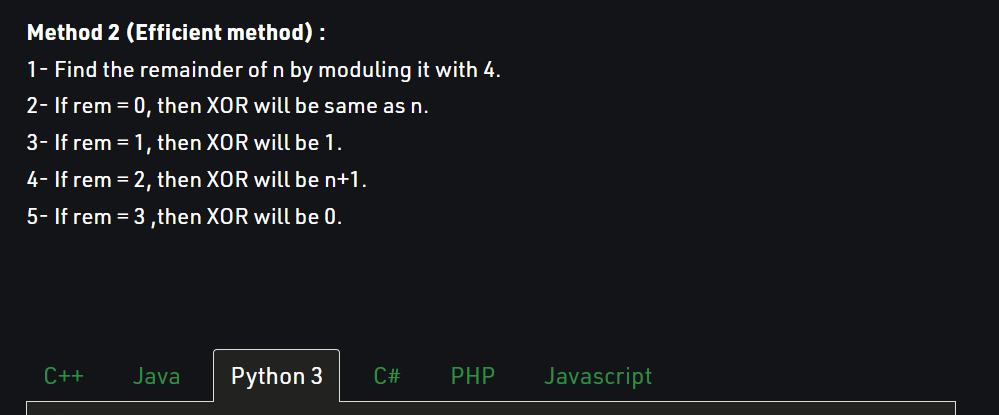 Method 2 (Efficient method) :
1- Find the remainder of n by moduling it with 4.
2- If rem = 0, then XOR will be same as n.
3- If rem = 1, then XOR will be 1.
4- If rem = 2, then XOR will be n+1.
5- If rem = 3 ,then XOR will be 0.
C++ Java Python 3 C# PHP Javascript